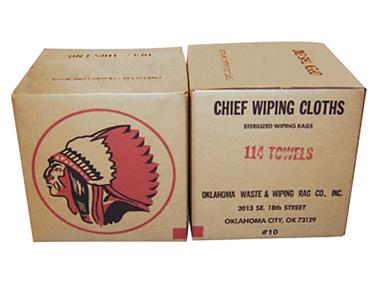 CHIEF WIPING CLOTHS
STERILIZED WIPING RAGS
114 TOWELS
OKLAHOMA WASTE & WIPING RAG CO., INC.
2013 SE. 18th STREET
OKLAHOMA CITY, OK 73129
#10